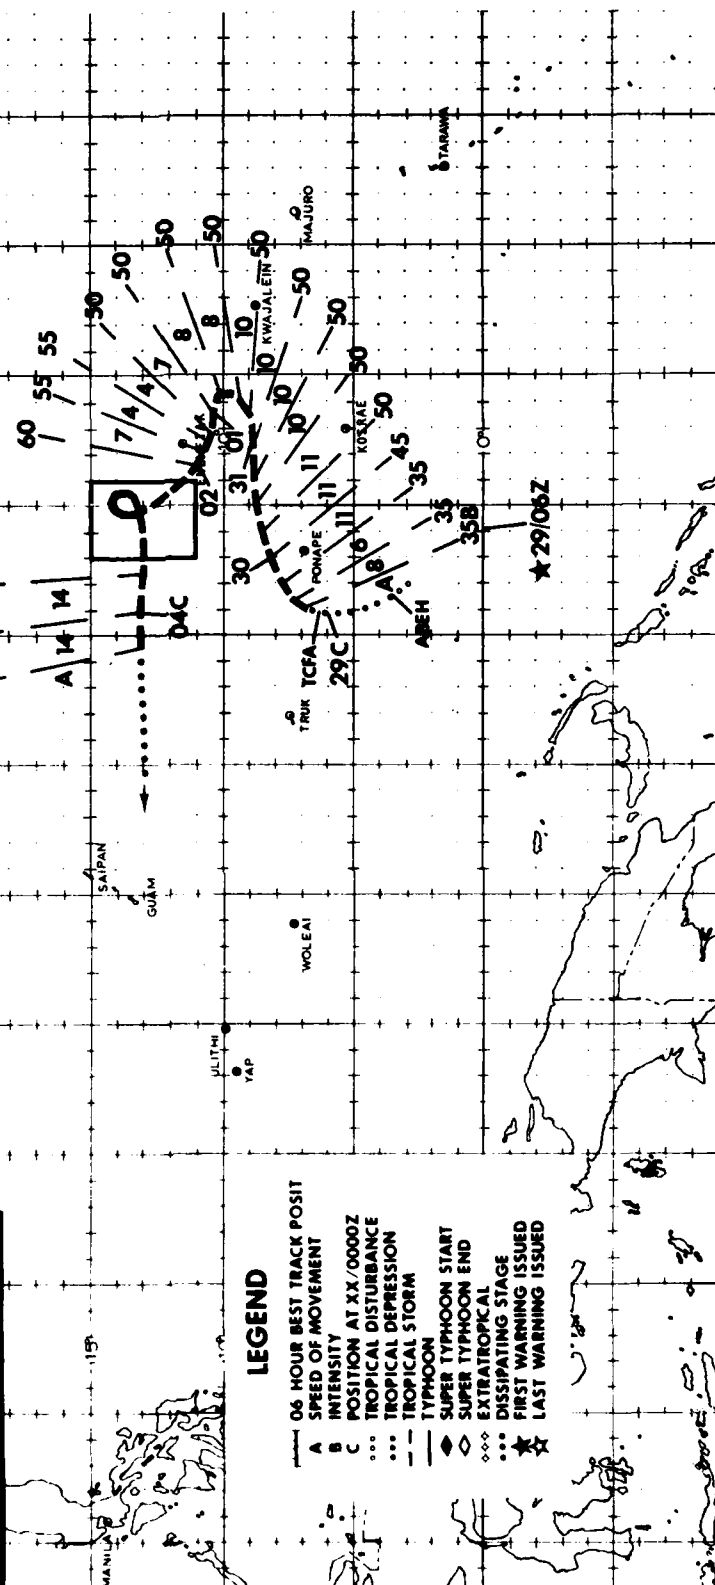 LEGEND
06 HOUR BEST TRACK POSIT
A SPEED OF MOVEMENT
B INTENSITY
C POSITION AT XX/0000Z
TROPICAL DISTURBANCE
TROPICAL DEPRESSION
TROPICAL STORM
TYPHOON
SUPER TYPHOON START
SUPER TYPHOON END
EXTRATROPICAL
DISSIPATING STAGE
FIRST WARNING ISSUED
LAST WARNING ISSUED
MANILA
SAIPAN
GUAM
ULITHI
YAP
WOLEAI
TRUK
PONAPE
KOSRAE
KWAJALEIN
MAJURO
TARAWA
A
14
14
04C
02
01
31
30
TCFA
29C
ABEH
A
8
6
11
11
11
10
10
10
10
8
8
7
4
4
7
60
55
55
50
50
50
50
50
50
50
50
50
45
35
35
35B
★ 29/06Z